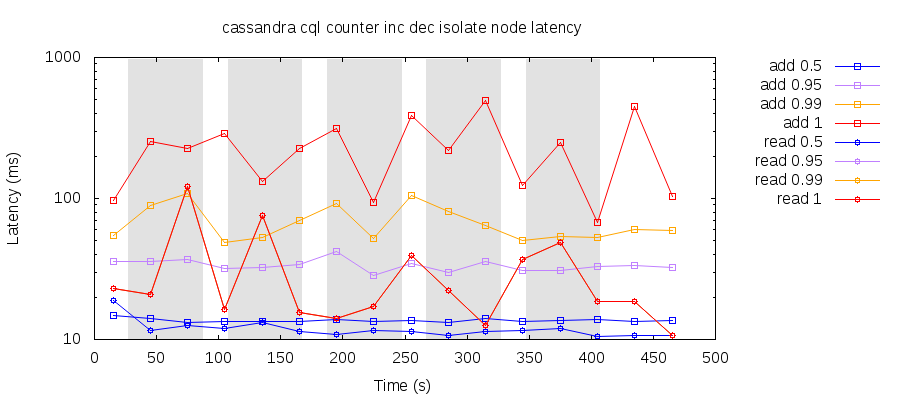 cassandra cql counter inc dec isolate node latency
1000
100
10
Latency (ms)
0 50 100 150 200 250 300 350 400 450 500
Time (s)
add 0.5
add 0.95
add 0.99
add 1
read 0.5
read 0.95
read 0.99
read 1